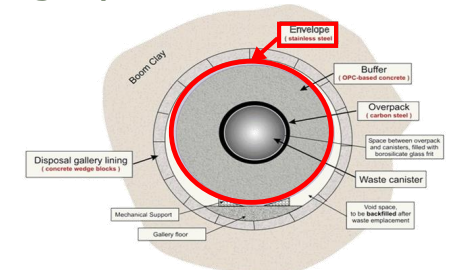 Envelope
( stainless steel
Boom Clay
Buffer
( OPC-based concrete )
Overpack
( carbon steel )
Space between overpack
and canisters, filled with
borosilicate glass frit
Disposal gallery lining
( concrete wedge blocks )
Waste canister
Mechanical Support
Void space,
to be backfilled after
waste emplacement
Gallery floor